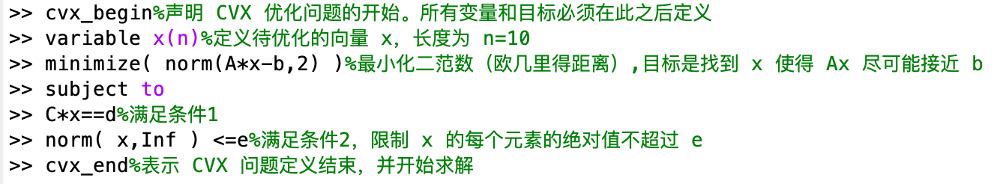 >> cvx_begin%声明 CVX 优化问题的开始。所有变量和目标必须在此之后定义
>> variable x(n)%定义待优化的向量 x，长度为 n=10
>> minimize( norm(A*x-b,2) )%最小化二范数（欧几里得距离）,目标是找到 x 使得 Ax 尽可能接近 b
>> subject to
>> C*x==d%满足条件1
>> norm( x,Inf ) <=e%满足条件2，限制 x 的每个元素的绝对值不超过 e
>> cvx_end%表示 CVX 问题定义结束，并开始求解